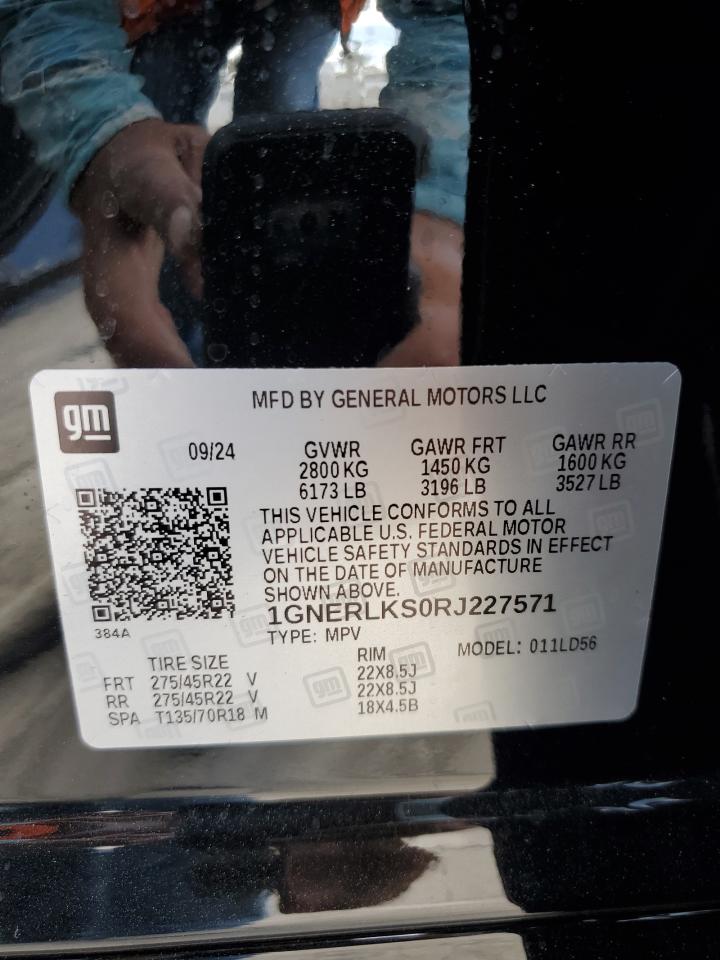 gm
MFD BY GENERAL MOTORS LLC
09/24
GVWR GAWR FRT GAWR RR
2800 KG 1450 KG 1600 KG
6173 LB 3196 LB 3527 LB
THIS VEHICLE CONFORMS TO ALL
APPLICABLE U.S. FEDERAL MOTOR
VEHICLE SAFETY STANDARDS IN EFFECT
ON THE DATE OF MANUFACTURE
SHOWN ABOVE.
1GNERLKS0RJ227571
384A
TYPE: MPV MODEL: 011LD56
TIRE SIZE RIM
FRT 275/45R22 V 22X8.5J
RR 275/45R22 V 22X8.5J
SPA T135/70R18 M 18X4.5B